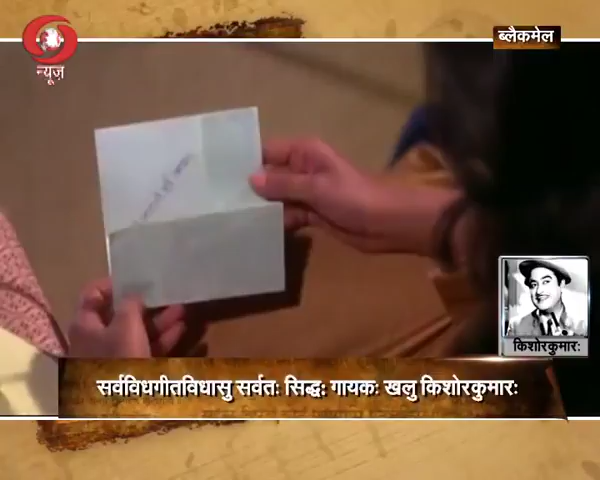 न्यूज़
ब्लैकमेल
किशोरकुमारः
सर्वविधगीतविधासु सर्वतः सिद्धः गायकः खलु किशोरकुमारः